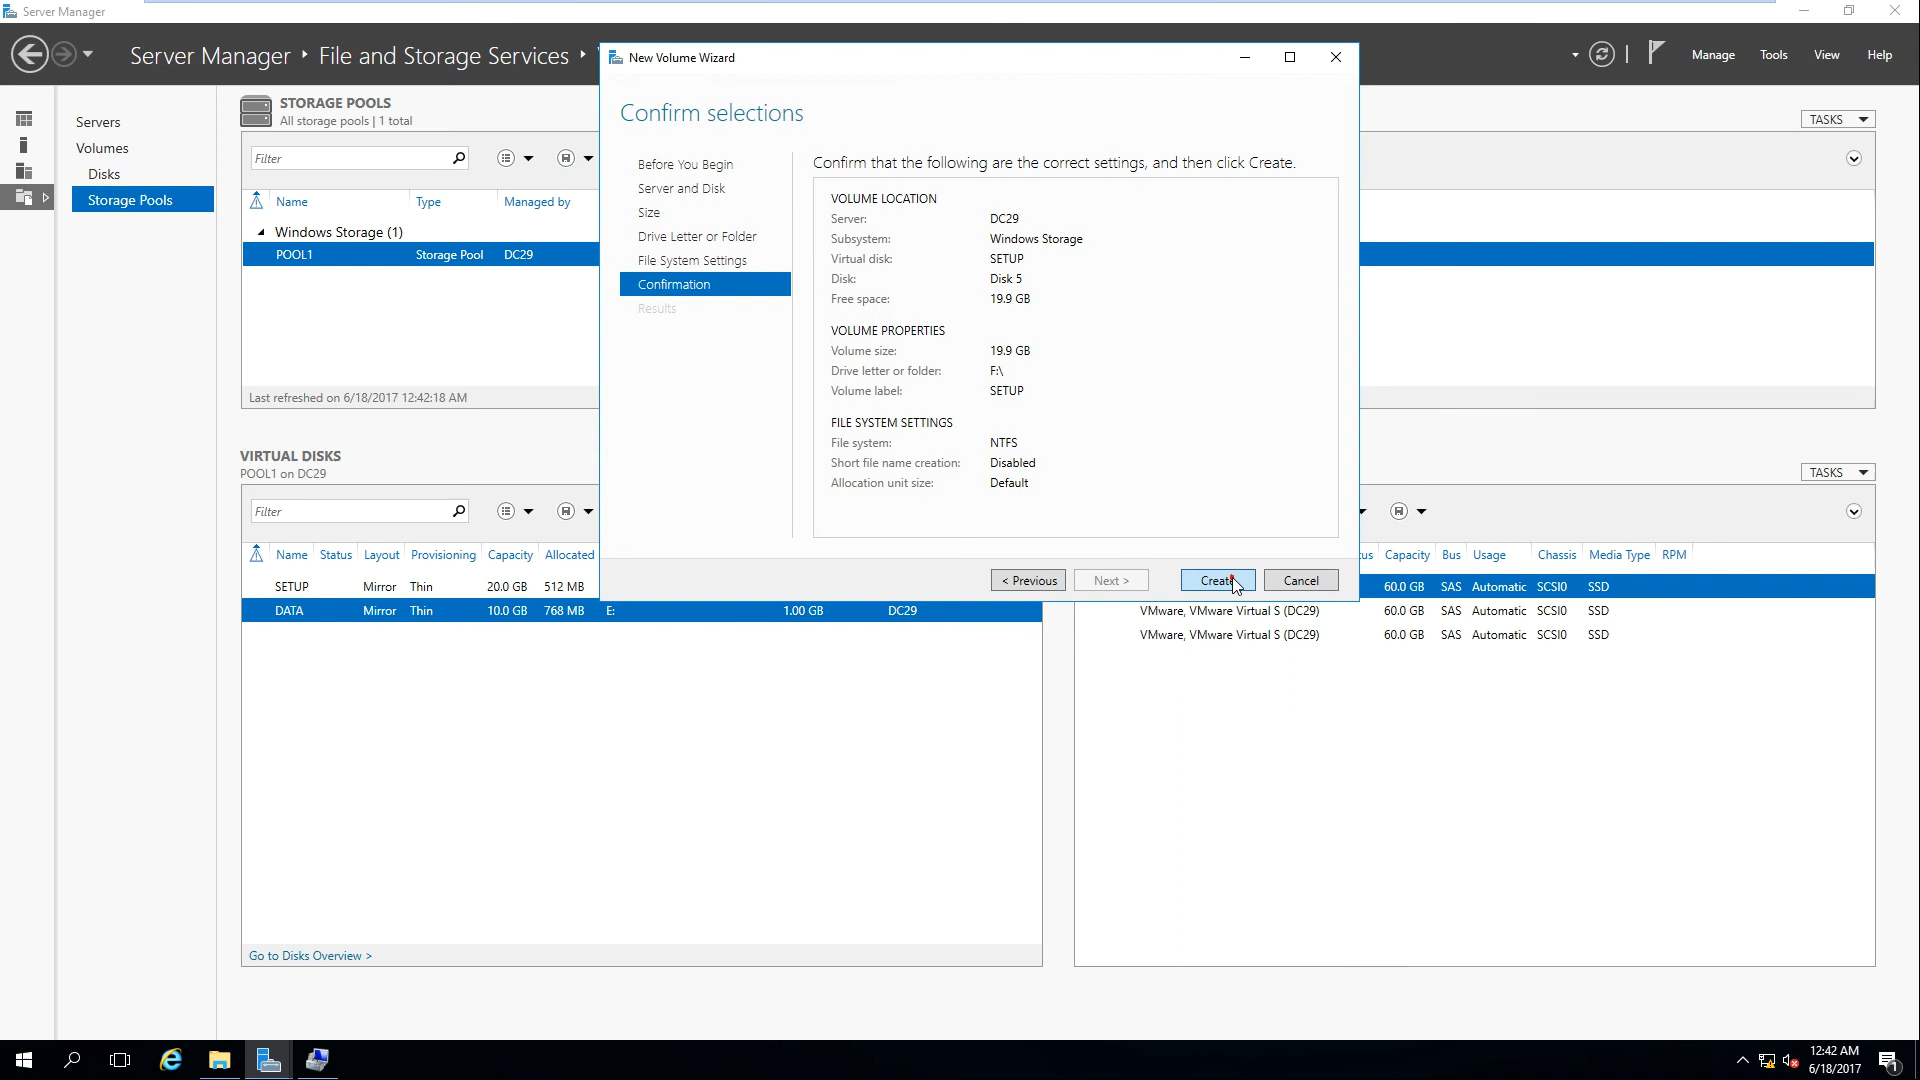 Server Manager
Server Manager
File and Storage Services
Manage
Tools
View
Help
Servers
Volumes
Disks
Storage Pools
STORAGE POOLS
All storage pools | 1 total
TASKS
Filter
Name Type Managed by
Windows Storage (1)
POOL1 Storage Pool DC29
Last refreshed on 6/18/2017 12:42:18 AM
VIRTUAL DISKS
POOL1 on DC29
Filter
Name Status Layout Provisioning Capacity Allocated
SETUP Mirror Thin 20.0 GB 512 MB
DATA Mirror Thin 10.0 GB 768 MB E: 1.00 GB DC29
Go to Disks Overview >
New Volume Wizard
Confirm selections
Before You Begin
Server and Disk
Size
Drive Letter or Folder
File System Settings
Confirmation
Results
Confirm that the following are the correct settings, and then click Create.
VOLUME LOCATION
Server: DC29
Subsystem: Windows Storage
Virtual disk: SETUP
Disk: Disk 5
Free space: 19.9 GB
VOLUME PROPERTIES
Volume size: 19.9 GB
Drive letter or folder: F:\
Volume label: SETUP
FILE SYSTEM SETTINGS
File system: NTFS
Short file name creation: Disabled
Allocation unit size: Default
< Previous
Next >
Create
Cancel
TASKS
Capacity Bus Usage Chassis Media Type RPM
60.0 GB SAS Automatic SCSI0 SSD
VMware, VMware Virtual S (DC29) 60.0 GB SAS Automatic SCSI0 SSD
VMware, VMware Virtual S (DC29) 60.0 GB SAS Automatic SCSI0 SSD
12:42 AM
6/18/2017
1